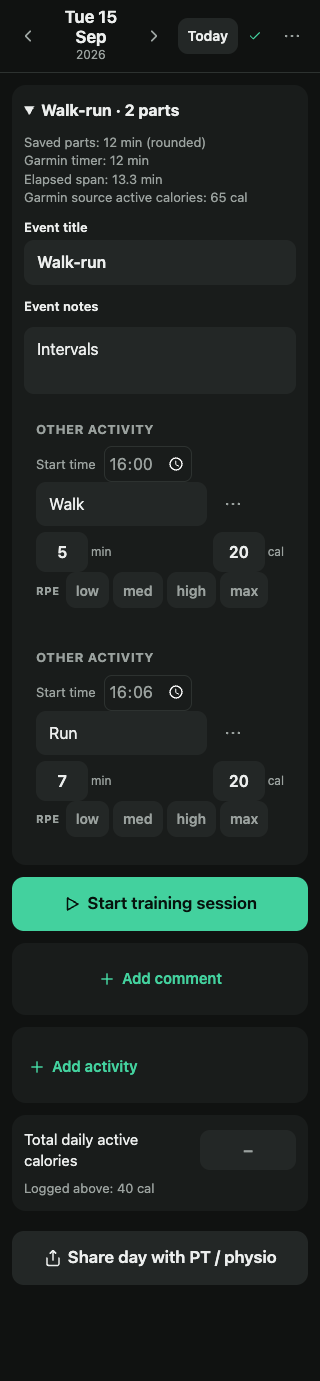 Tue 15
Sep
2026
Today
▼ Walk-run · 2 parts
Saved parts: 12 min (rounded)
Garmin timer: 12 min
Elapsed span: 13.3 min
Garmin source active calories: 65 cal
Event title
Walk-run
Event notes
Intervals
OTHER ACTIVITY
Start time 16:00
Walk
5 min 20 cal
RPE low med high max
OTHER ACTIVITY
Start time 16:06
Run
7 min 20 cal
RPE low med high max
Start training session
+ Add comment
+ Add activity
Total daily active
calories
–
Logged above: 40 cal
Share day with PT / physio